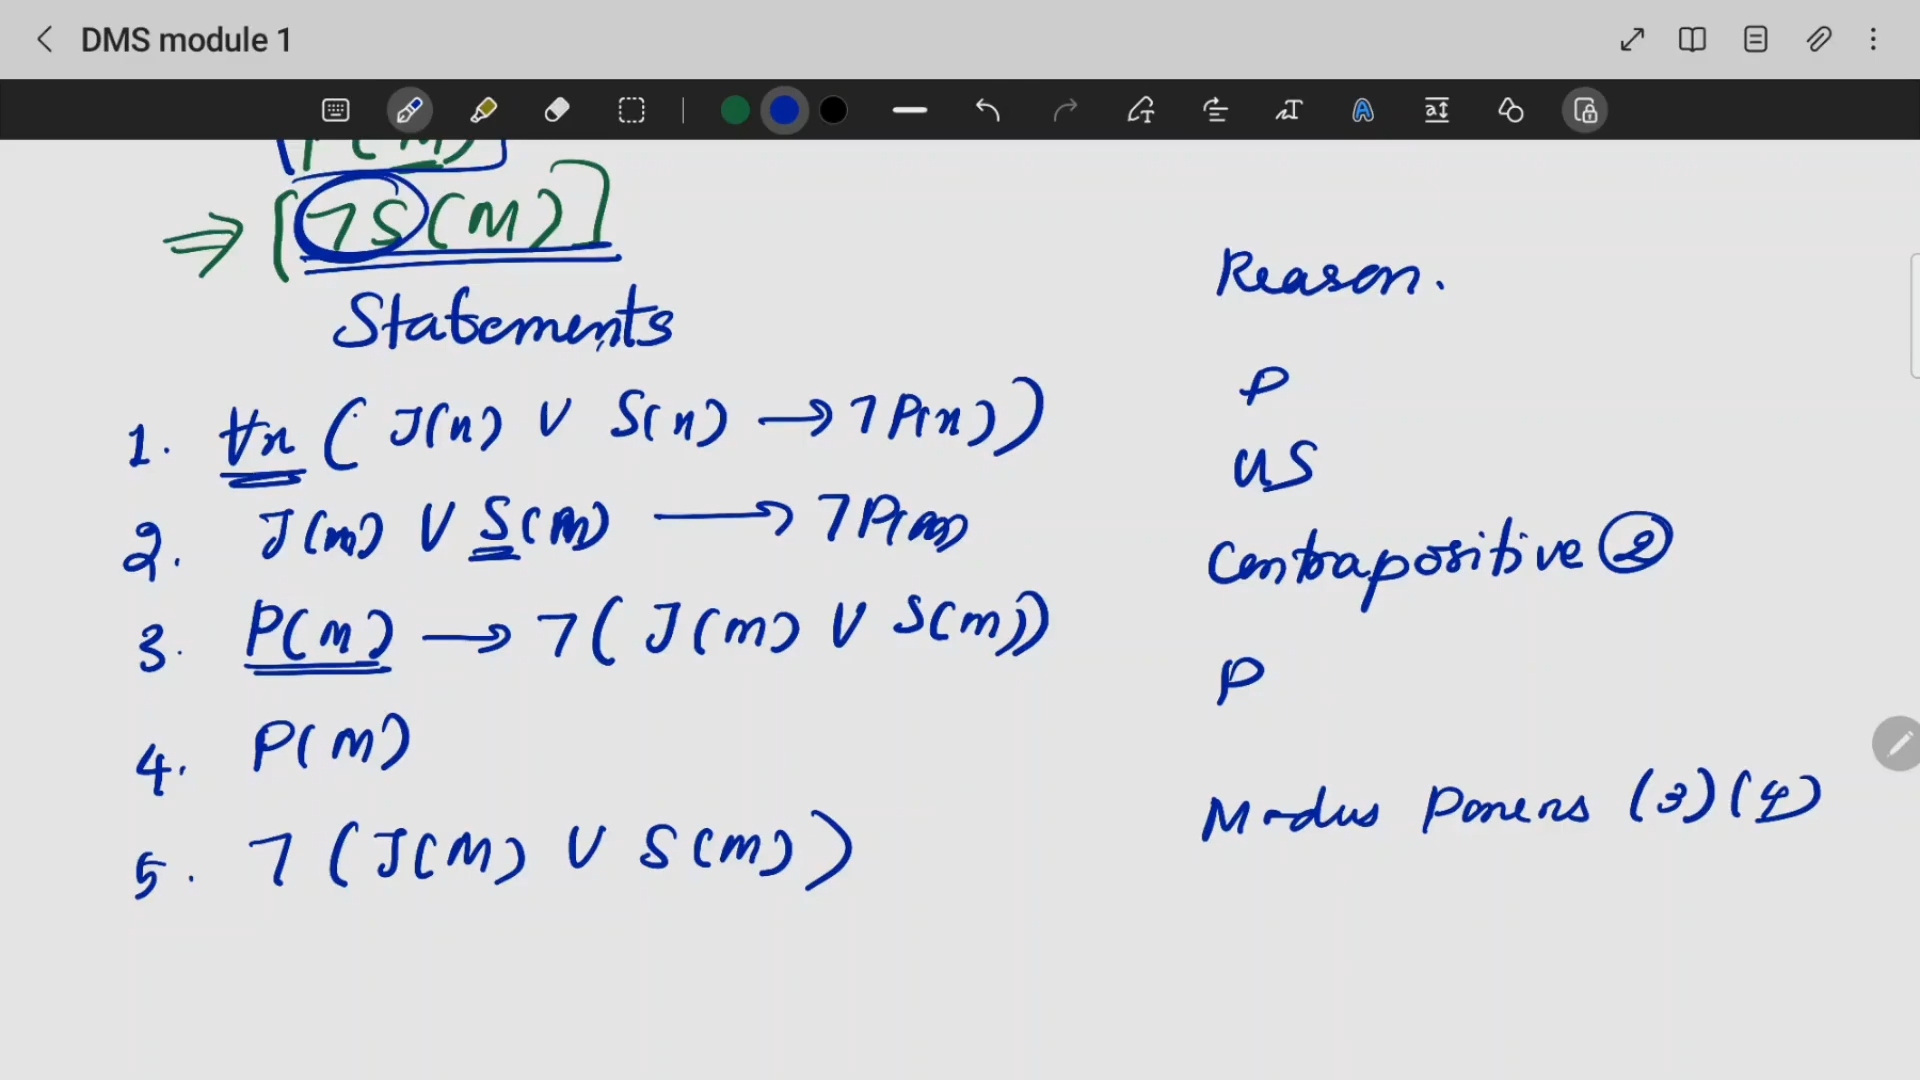 DMS module 1
P(M)
⇒ [¬S(M)]
Reason.
Statements
P
1. ∀x (J(x) ∨ S(x) → ¬P(x))
US
2. J(m) ∨ S(m) → ¬P(m)
Contrapositive ②
3. P(m) → ¬(J(m) ∨ S(m))
P
4. P(M)
Modus Ponens (3)(4)
5. ¬(J(M) ∨ S(m))